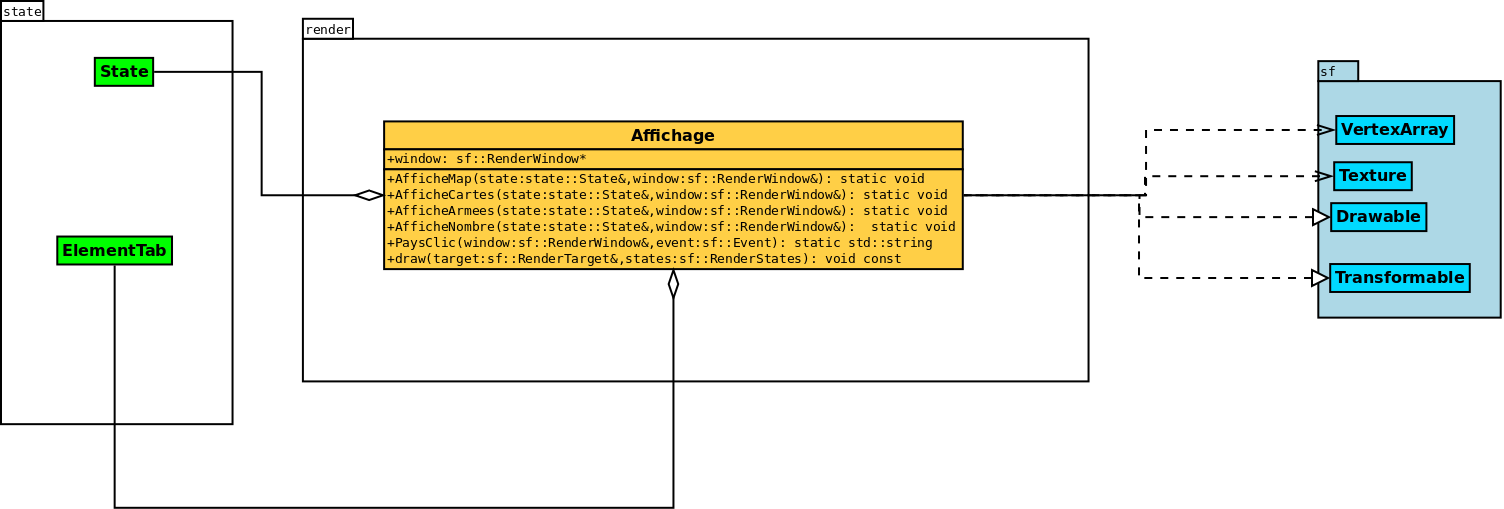 state
State
ElementTab
render
Affichage
+window: sf::RenderWindow*
+AfficheMap(state:state::State&,window:sf::RenderWindow&): static void
+AfficheCartes(state:state::State&,window:sf::RenderWindow&): static void
+AfficheArmees(state:state::State&,window:sf::RenderWindow&): static void
+AfficheNombre(state:state::State&,window:sf::RenderWindow&):  static void
+PaysClic(window:sf::RenderWindow&,event:sf::Event): static std::string
+draw(target:sf::RenderTarget&,states:sf::RenderStates): void const
sf
VertexArray
Texture
Drawable
Transformable